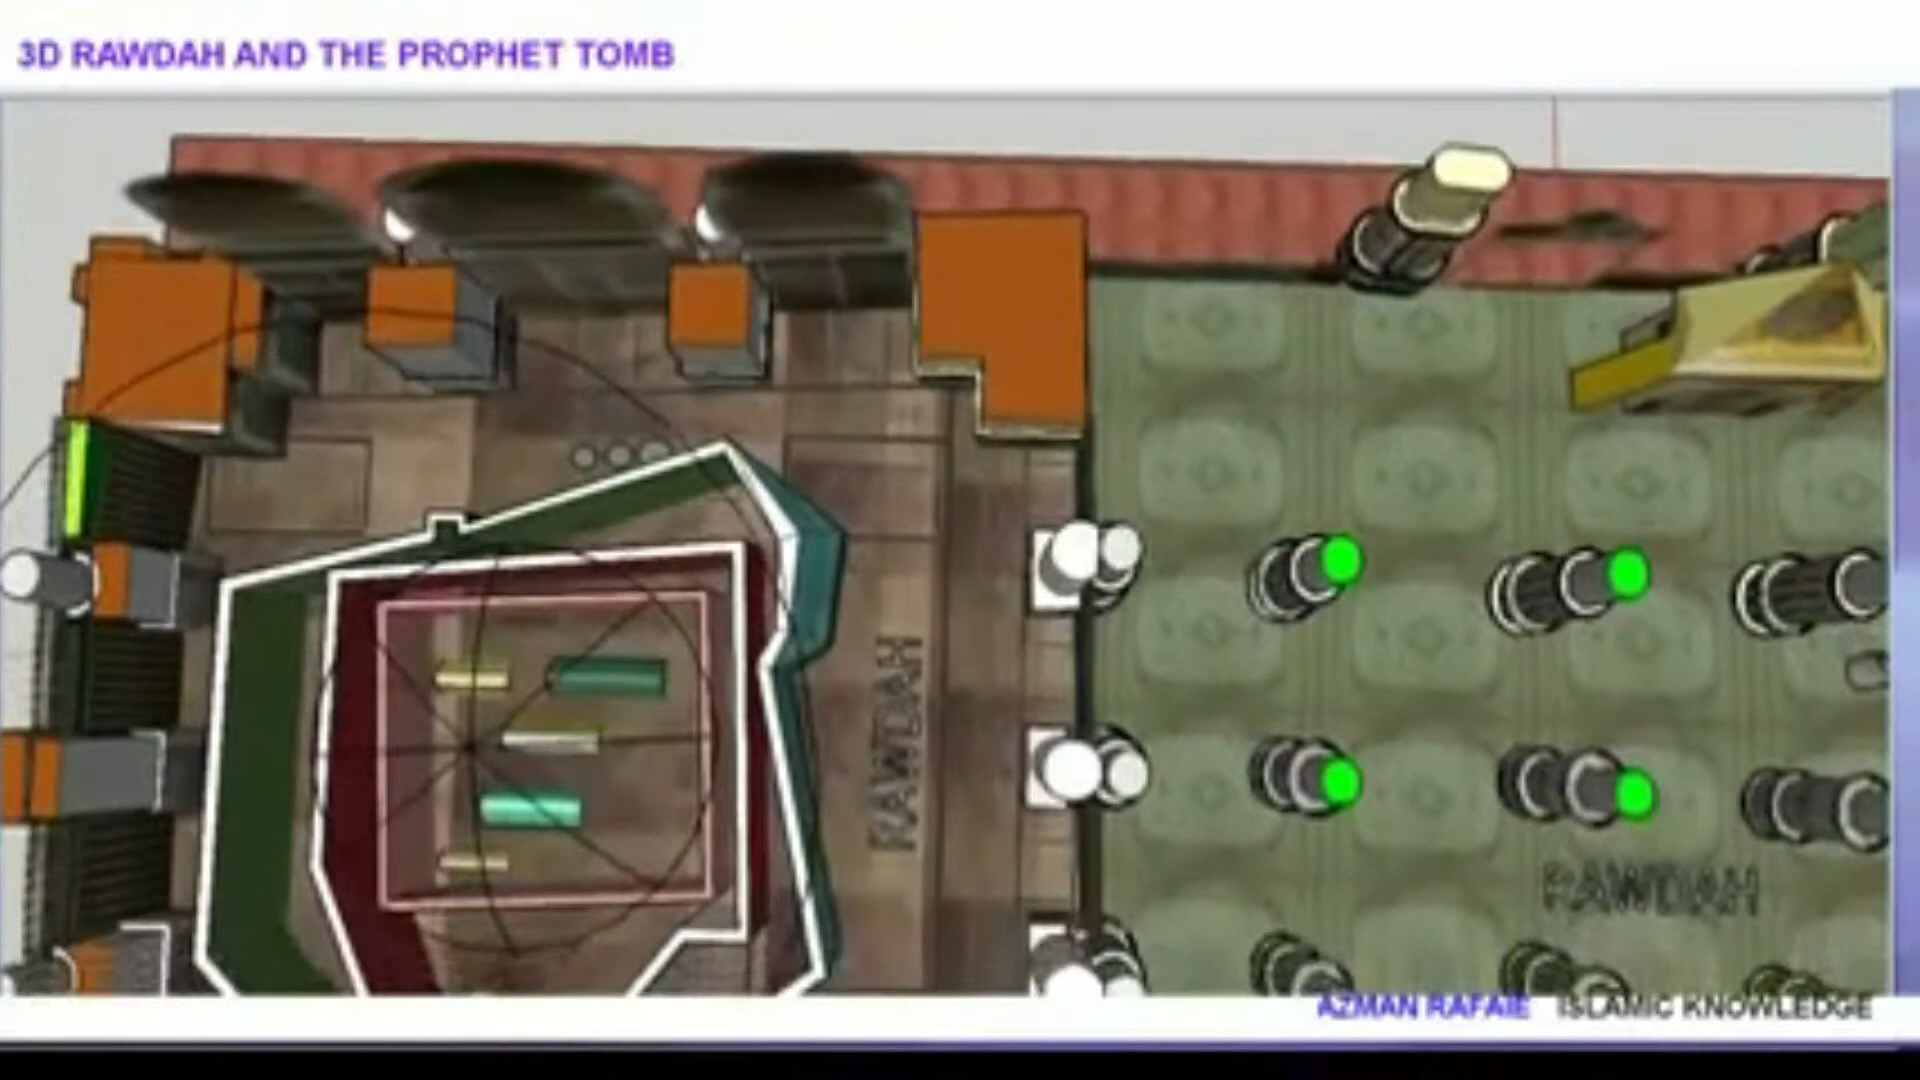 3D RAWDAH AND THE PROPHET TOMB
RAWDAH
RAWDAH
AZMAN RAFAIE ISLAMIC KNOWLEDGE